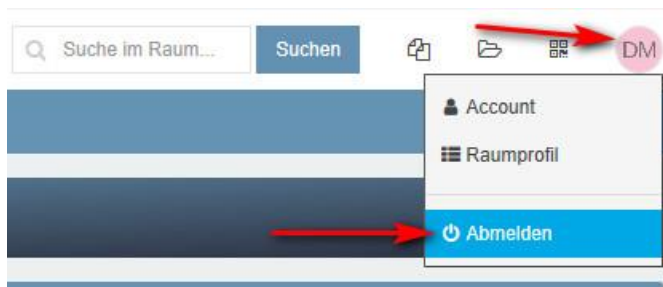 Suche im Raum... Suchen DM
Account
Raumprofil
Abmelden